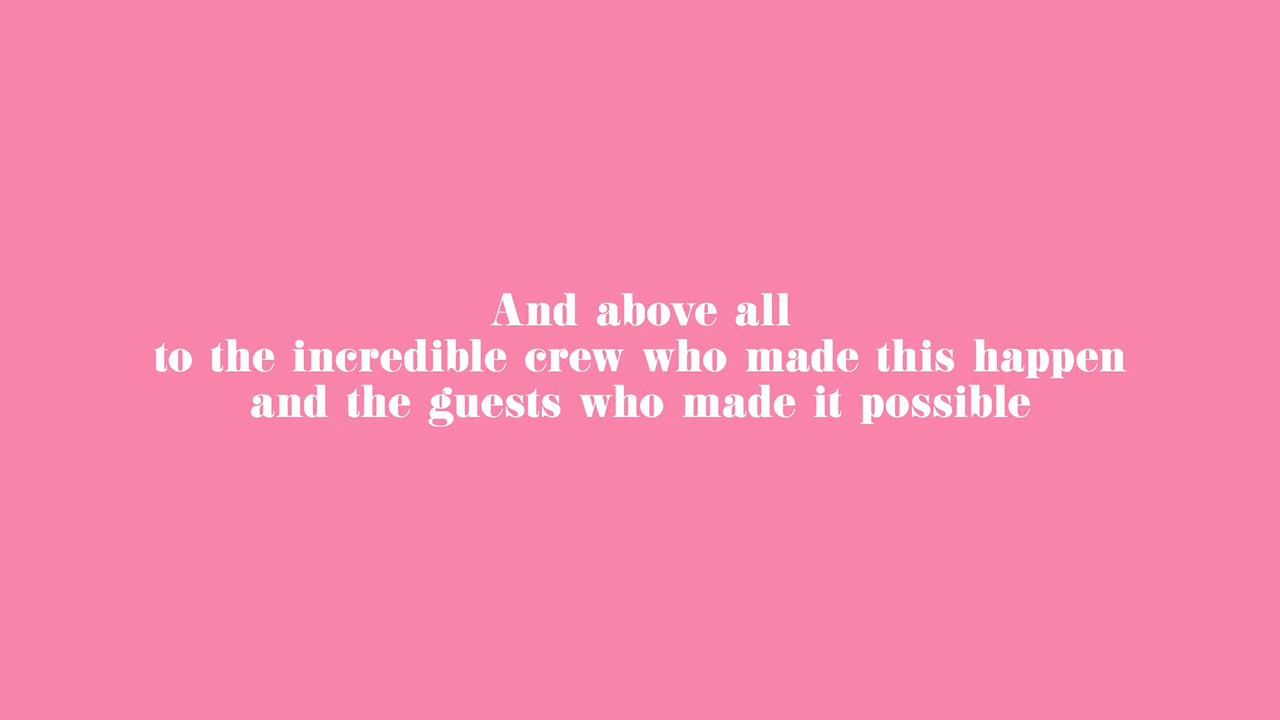 And above all
to the incredible crew who made this happen
and the guests who made it possible